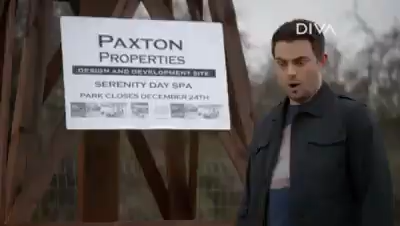 DIVA
PAXTON
PROPERTIES
DESIGN AND DEVELOPMENT SITE
SERENITY DAY SPA
PARK CLOSES DECEMBER 24TH